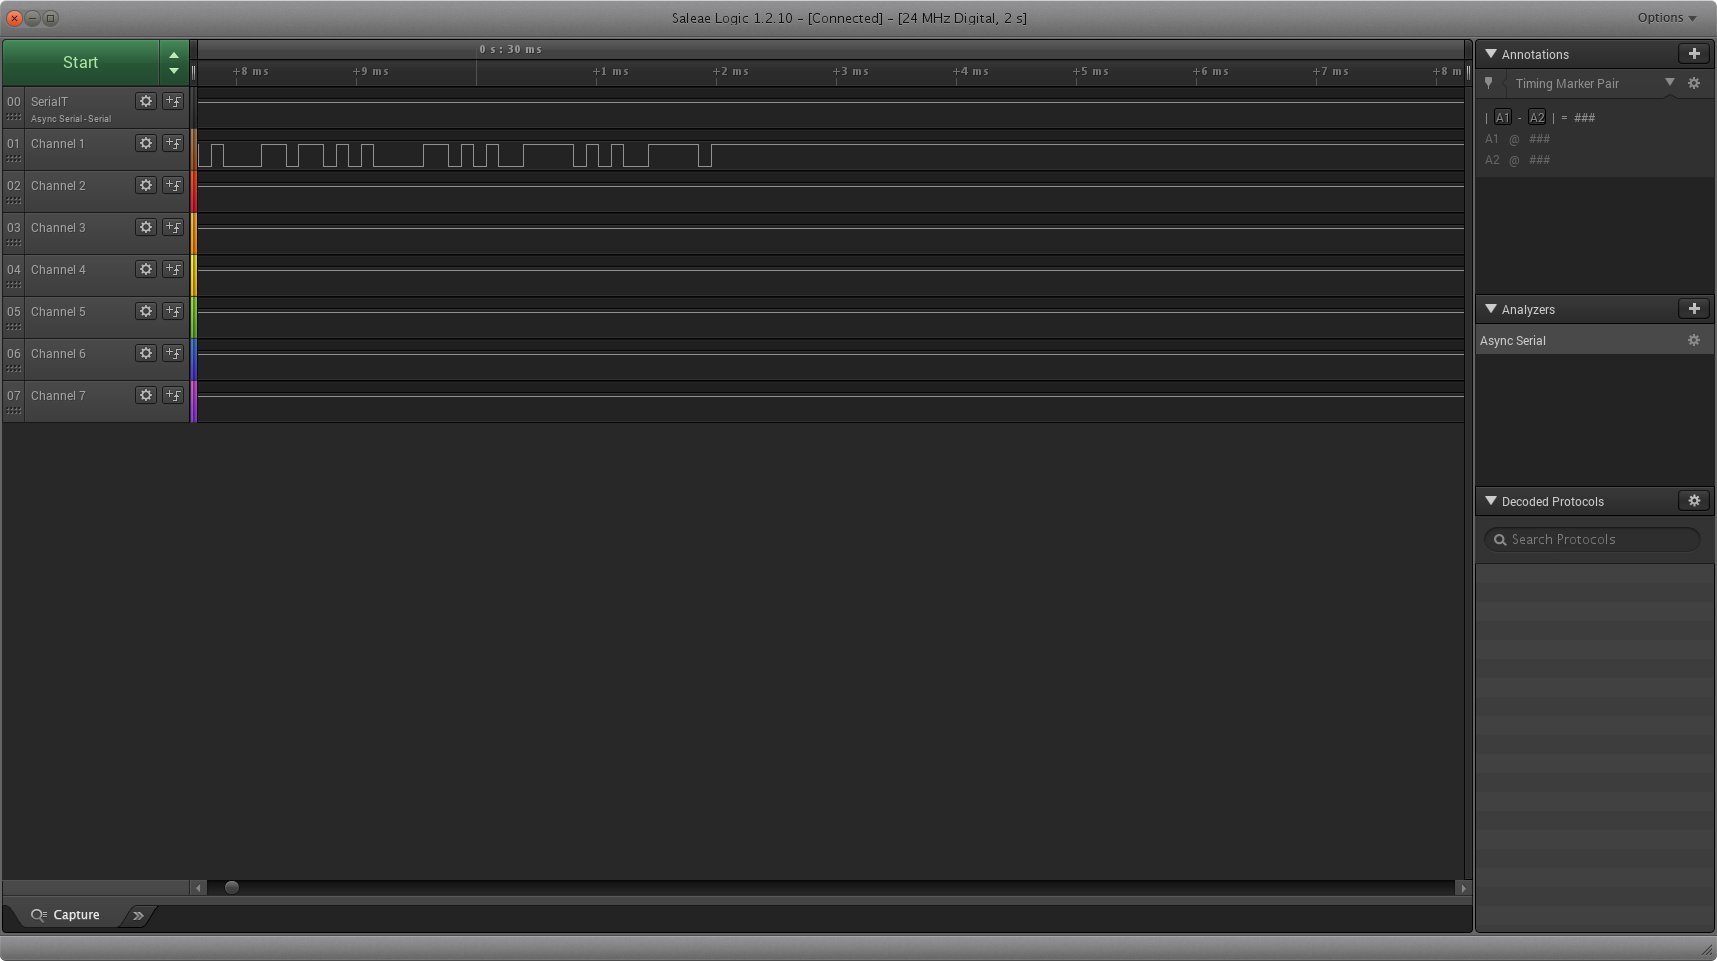 Saleae Logic 1.2.10 - [Connected] - [24 MHz Digital, 2 s]
Options
Start
0 s : 30 ms
+8 ms +9 ms +1 ms +2 ms +3 ms +4 ms +5 ms +6 ms +7 ms +8 m
00 SerialT
Async Serial - Serial
01 Channel 1
02 Channel 2
03 Channel 3
04 Channel 4
05 Channel 5
06 Channel 6
07 Channel 7
Capture
Annotations
Timing Marker Pair
| A1 - A2 | = ###
A1 @ ###
A2 @ ###
Analyzers
Async Serial
Decoded Protocols
Search Protocols